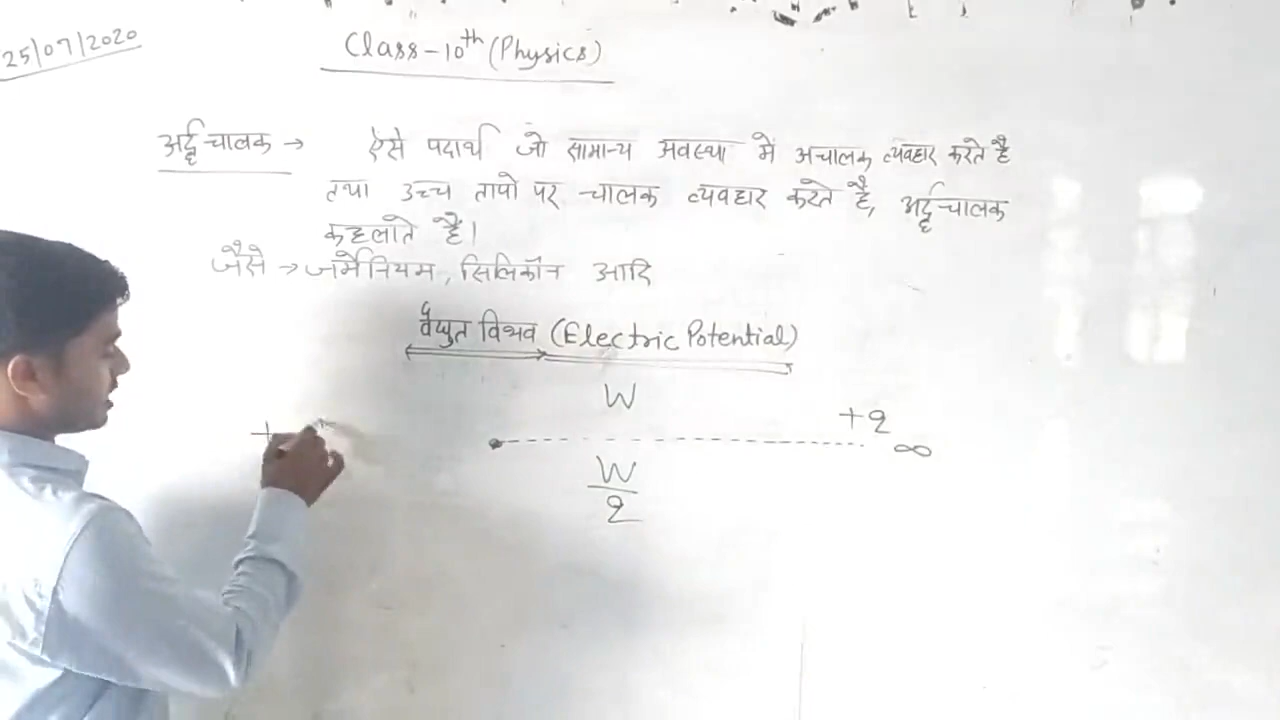 25/07/2020
Class-10th (Physics)
अर्द्धचालक → ऐसे पदार्थ जो सामान्य अवस्था में अचालक व्यवहार करते है
तथा उच्च तापो पर चालक व्यवहार करते है, अर्द्धचालक
कहलाते है।
जैसे → जर्मेनियम, सिलिकॉन आदि
वैद्युत विभव (Electric Potential)
W
+q
+
∞
W
q